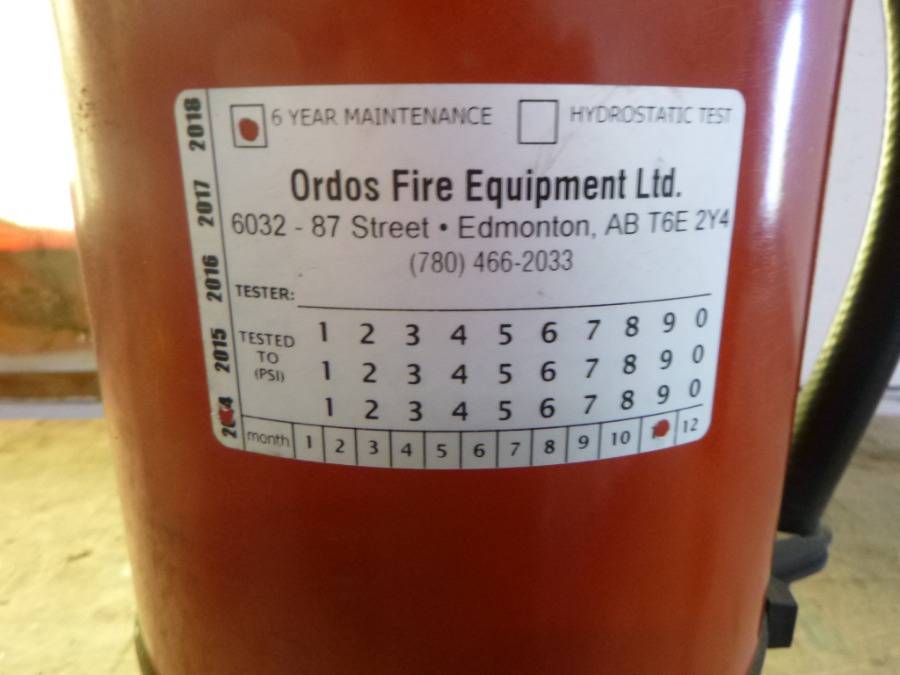 2018
2017
2016
2015
6 YEAR MAINTENANCE HYDROSTATIC TEST
Ordos Fire Equipment Ltd.
6032 - 87 Street • Edmonton, AB T6E 2Y4
(780) 466-2033
TESTER:
TESTED TO (PSI)
1 2 3 4 5 6 7 8 9 0
1 2 3 4 5 6 7 8 9 0
1 2 3 4 5 6 7 8 9 0
month 1 2 3 4 5 6 7 8 9 10 12